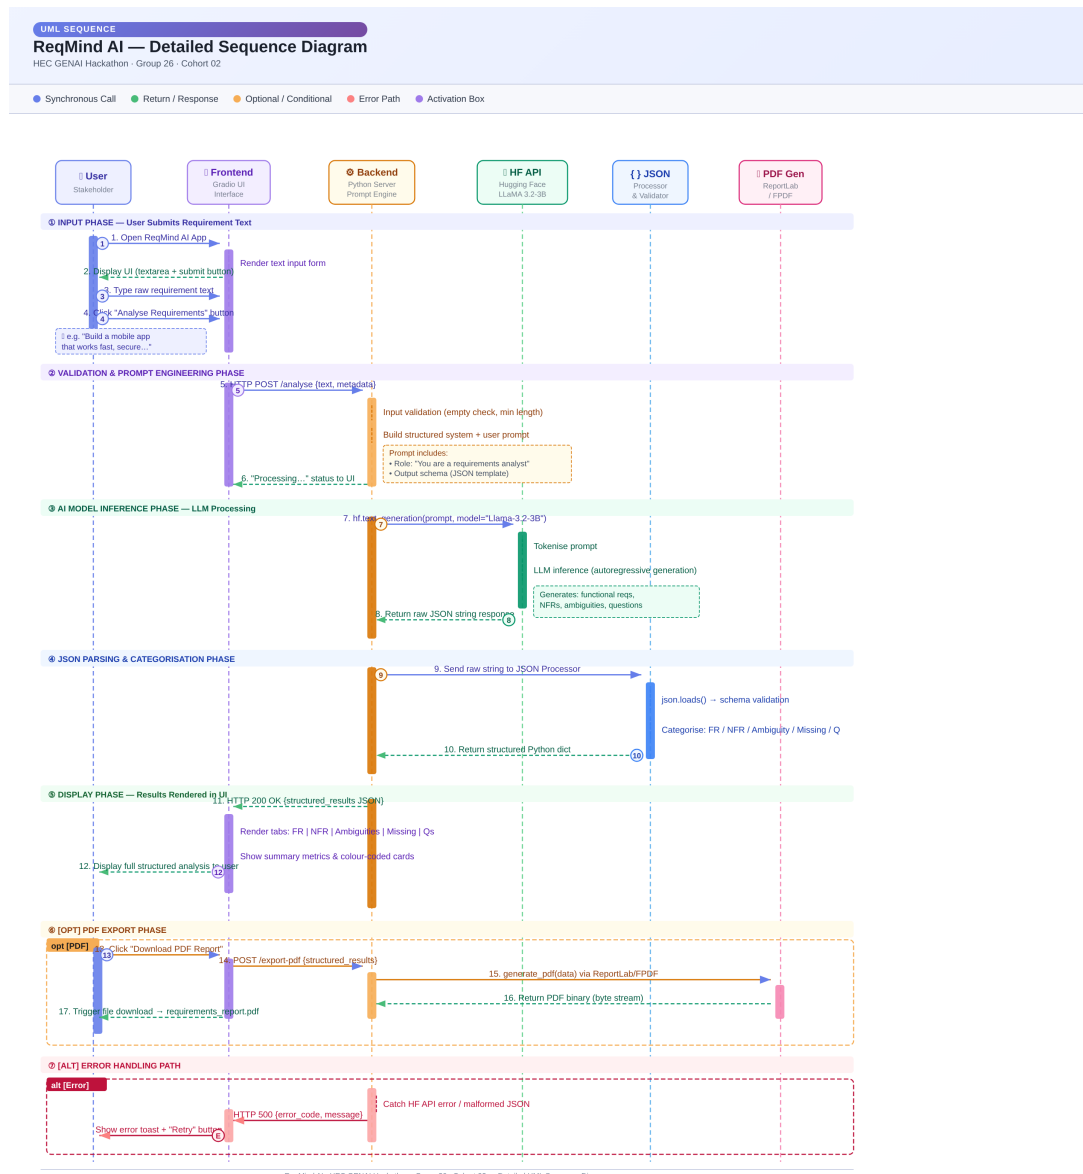 UML SEQUENCE
ReqMind AI — Detailed Sequence Diagram
HEC GENAI Hackathon · Group 26 · Cohort 02
Synchronous Call
Return / Response
Optional / Conditional
Error Path
Activation Box
User
Stakeholder
Frontend
Gradio UI
Interface
Backend
Python Server
Prompt Engine
HF API
Hugging Face
LLaMA 3.2-3B
{ } JSON
Processor
& Validator
PDF Gen
ReportLab
/ FPDF
① INPUT PHASE — User Submits Requirement Text
1. Open ReqMind AI App
1
Render text input form
2. Display UI (textarea + submit button)
3. Type raw requirement text
3
4. Click "Analyse Requirements" button
4
e.g. "Build a mobile app
that works fast, secure…"
② VALIDATION & PROMPT ENGINEERING PHASE
5. HTTP POST /analyse {text, metadata}
5
Input validation (empty check, min length)
Build structured system + user prompt
Prompt includes:
• Role: "You are a requirements analyst"
• Output schema (JSON template)
6. "Processing…" status to UI
③ AI MODEL INFERENCE PHASE — LLM Processing
7. hf.text_generation(prompt, model="Llama-3.2-3B")
7
Tokenise prompt
LLM inference (autoregressive generation)
Generates: functional reqs,
NFRs, ambiguities, questions
8. Return raw JSON string response
8
④ JSON PARSING & CATEGORISATION PHASE
9. Send raw string to JSON Processor
9
json.loads() → schema validation
Categorise: FR / NFR / Ambiguity / Missing / Q
10. Return structured Python dict
10
⑤ DISPLAY PHASE — Results Rendered in UI
11. HTTP 200 OK {structured_results JSON}
Render tabs: FR | NFR | Ambiguities | Missing | Qs
Show summary metrics & colour-coded cards
12. Display full structured analysis to user
12
⑥ [OPT] PDF EXPORT PHASE
opt [PDF]
13. Click "Download PDF Report"
13
14. POST /export-pdf {structured_results}
15. generate_pdf(data) via ReportLab/FPDF
16. Return PDF binary (byte stream)
17. Trigger file download → requirements_report.pdf
⑦ [ALT] ERROR HANDLING PATH
alt [Error]
Catch HF API error / malformed JSON
HTTP 500 {error_code, message}
Show error toast + "Retry" button
E